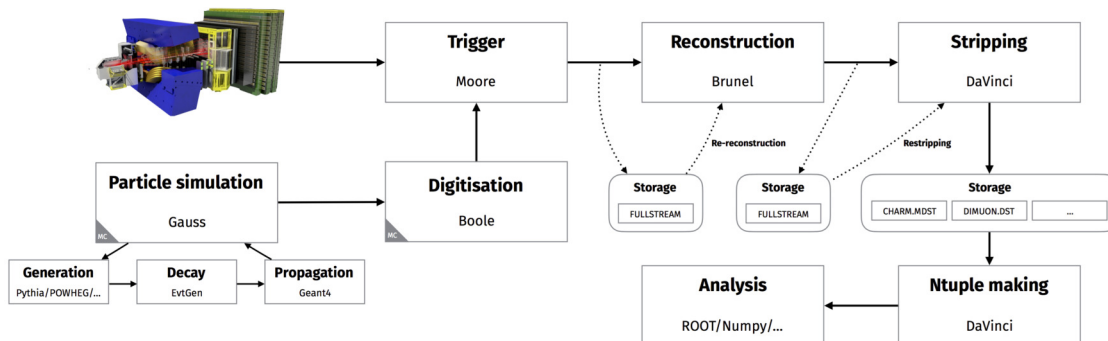 Trigger
Moore
Reconstruction
Brunel
Stripping
DaVinci
Re-reconstruction
Restripping
Particle simulation
Gauss
MC
Digitisation
Boole
MC
Storage
FULLSTREAM
Storage
FULLSTREAM
Storage
CHARM.MDST
DIMUON.DST
...
Generation
Pythia/POWHEG/...
Decay
EvtGen
Propagation
Geant4
Analysis
ROOT/Numpy/...
Ntuple making
DaVinci